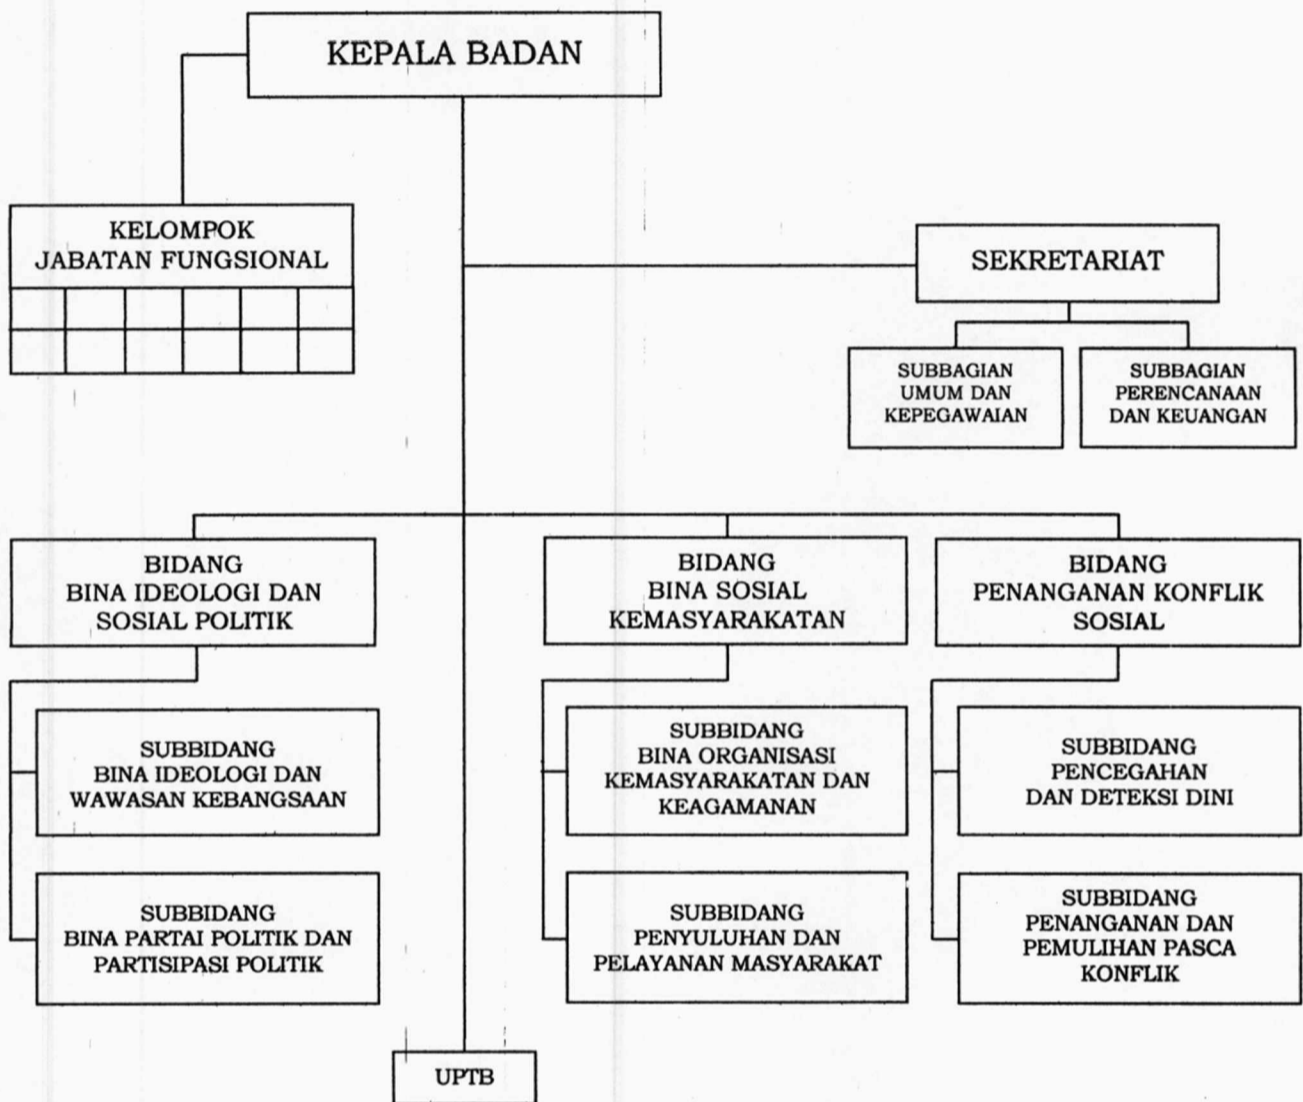 KEPALA BADAN
KELOMPOK
JABATAN FUNGSIONAL
SEKRETARIAT
SUBBAGIAN
UMUM DAN
KEPEGAWAIAN
SUBBAGIAN
PERENCANAAN
DAN KEUANGAN
BIDANG
BINA IDEOLOGI DAN
SOSIAL POLITIK
BIDANG
BINA SOSIAL
KEMASYARAKATAN
BIDANG
PENANGANAN KONFLIK
SOSIAL
SUBBIDANG
BINA IDEOLOGI DAN
WAWASAN KEBANGSAAN
SUBBIDANG
BINA ORGANISASI
KEMASYARAKATAN DAN
KEAGAMANAN
SUBBIDANG
PENCEGAHAN
DAN DETEKSI DINI
SUBBIDANG
BINA PARTAI POLITIK DAN
PARTISIPASI POLITIK
SUBBIDANG
PENYULUHAN DAN
PELAYANAN MASYARAKAT
SUBBIDANG
PENANGANAN DAN
PEMULIHAN PASCA
KONFLIK
UPTB